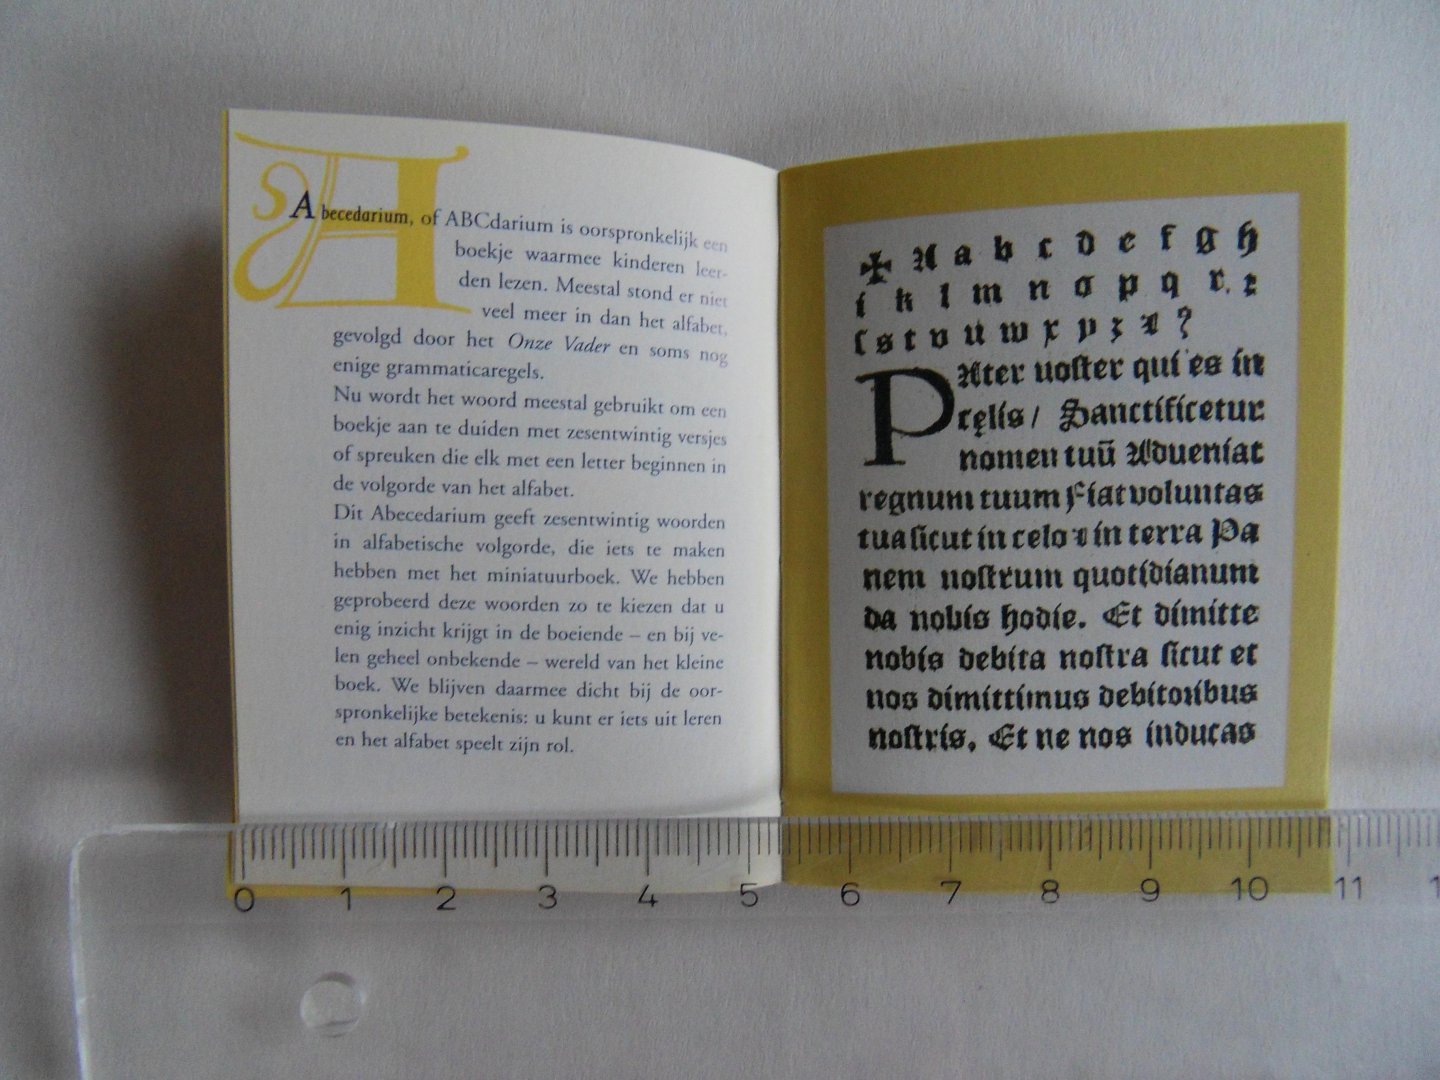 Abecedarium, of ABCdarium is oorspronkelijk een
boekje waarmee kinderen leer-
den lezen. Meestal stond er niet
veel meer in dan het alfabet,
gevolgd door het Onze Vader en soms nog
enige grammaticaregels.
Nu wordt het woord meestal gebruikt om een
boekje aan te duiden met zesentwintig versjes
of spreuken die elk met een letter beginnen in
de volgorde van het alfabet.
Dit Abecedarium geeft zesentwintig woorden
in alfabetische volgorde, die iets te maken
hebben met het miniatuurboek. We hebben
geprobeerd deze woorden zo te kiezen dat u
enig inzicht krijgt in de boeiende – en bij ve-
len geheel onbekende – wereld van het kleine
boek. We blijven daarmee dicht bij de oor-
spronkelijke betekenis: u kunt er iets uit leren
en het alfabet speelt zijn rol.
✠ A a b c d e f g h
i k l m n o p q r. ꝛ
ſ s t v u w x y z ⁊ ?
PAter uoſter qui es in
cęlis / Sanctificetur
nomen tuū Adueniat
regnum tuum Fiat voluntas
tua ſicut in celo ⁊ in terra Pa
nem noſtrum quotidianum
da nobis hodie. Et dimitte
nobis debita noſtra ſicut et
nos dimittimus debitoꝛibus
noſtris. Et ne nos inducas
0 1 2 3 4 5 6 7 8 9 10 11